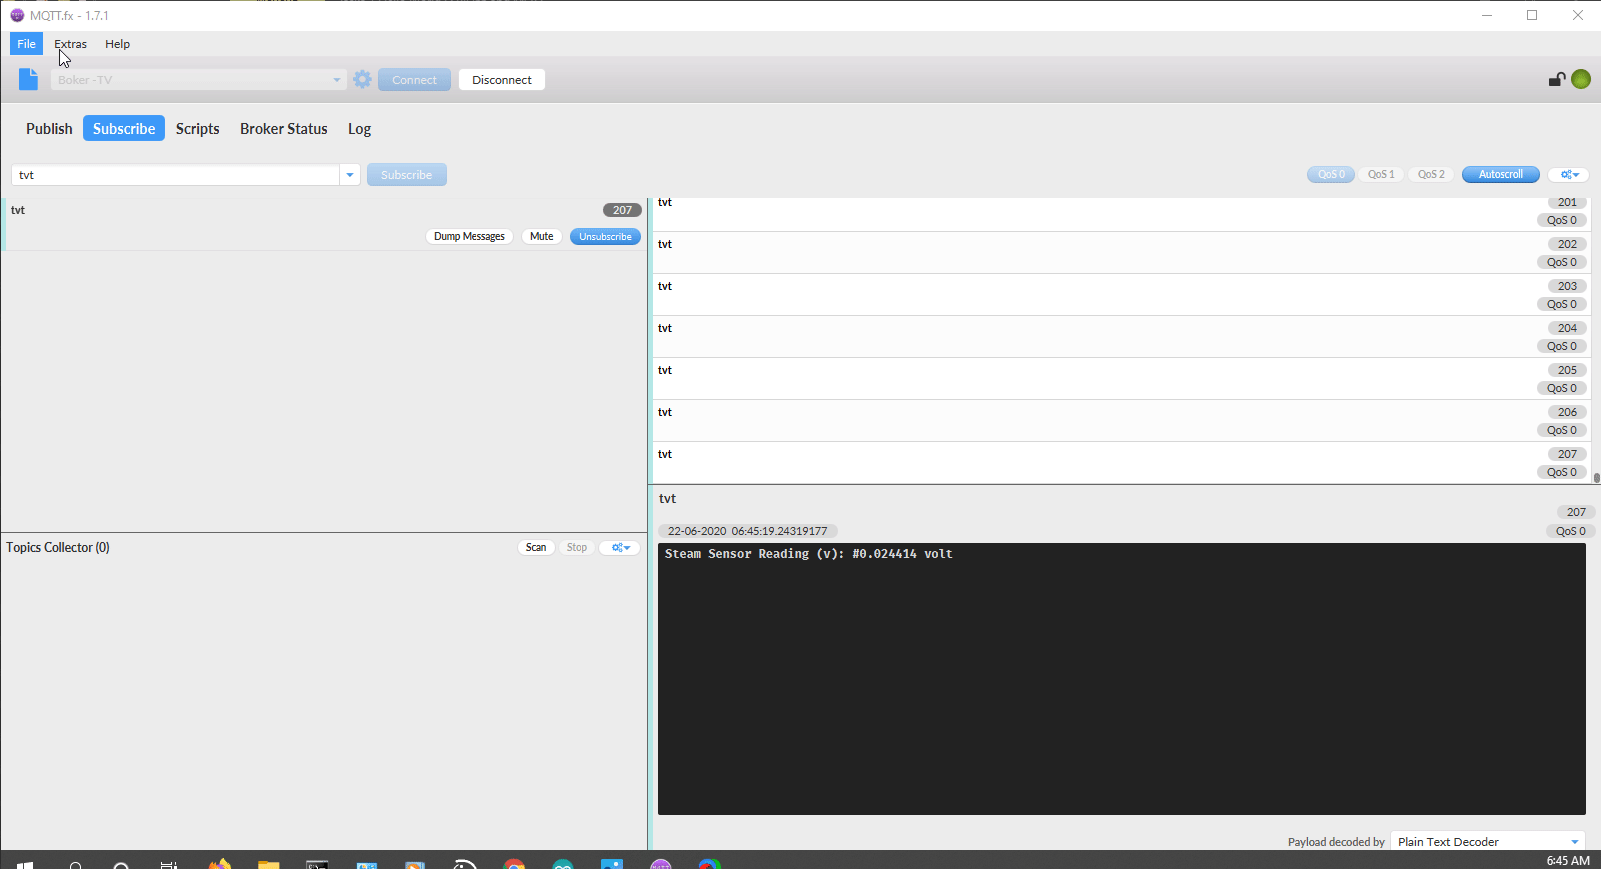 MQTT.fx - 1.7.1
File Extras Help
Boker -TV Connect Disconnect
Publish Subscribe Scripts Broker Status Log
tvt Subscribe QoS 0 QoS 1 QoS 2 Autoscroll
tvt 207
Dump Messages Mute Unsubscribe
tvt 201
QoS 0
tvt 202
QoS 0
tvt 203
QoS 0
tvt 204
QoS 0
tvt 205
QoS 0
tvt 206
QoS 0
tvt 207
QoS 0
tvt
207
22-06-2020 06:45:19.24319177 QoS 0
Steam Sensor Reading (v): #0.024414 volt
Topics Collector (0) Scan Stop
Payload decoded by Plain Text Decoder
6:45 AM